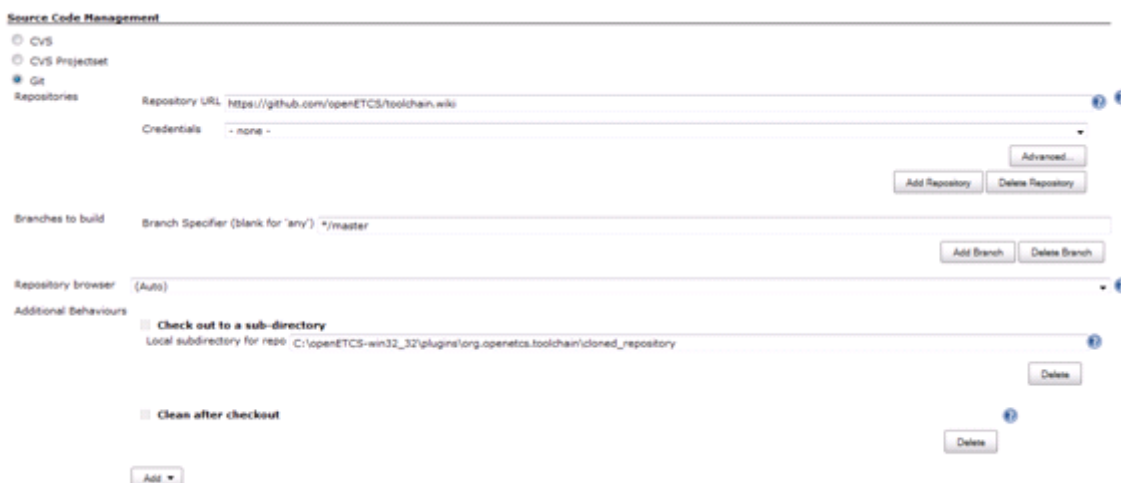 Source Code Management
CVS
CVS Projectset
Git
Repositories
Repository URL https://github.com/openETCS/toolchain.wiki
Credentials - none -
Advanced...
Add Repository Delete Repository
Branches to build
Branch Specifier (blank for 'any') */master
Add Branch Delete Branch
Repository browser (Auto)
Additional Behaviours
Check out to a sub-directory
Local subdirectory for repo C:\openETCS-win32_32\plugins\org.openetcs.toolchain\cloned_repository
Delete
Clean after checkout
Delete
Add